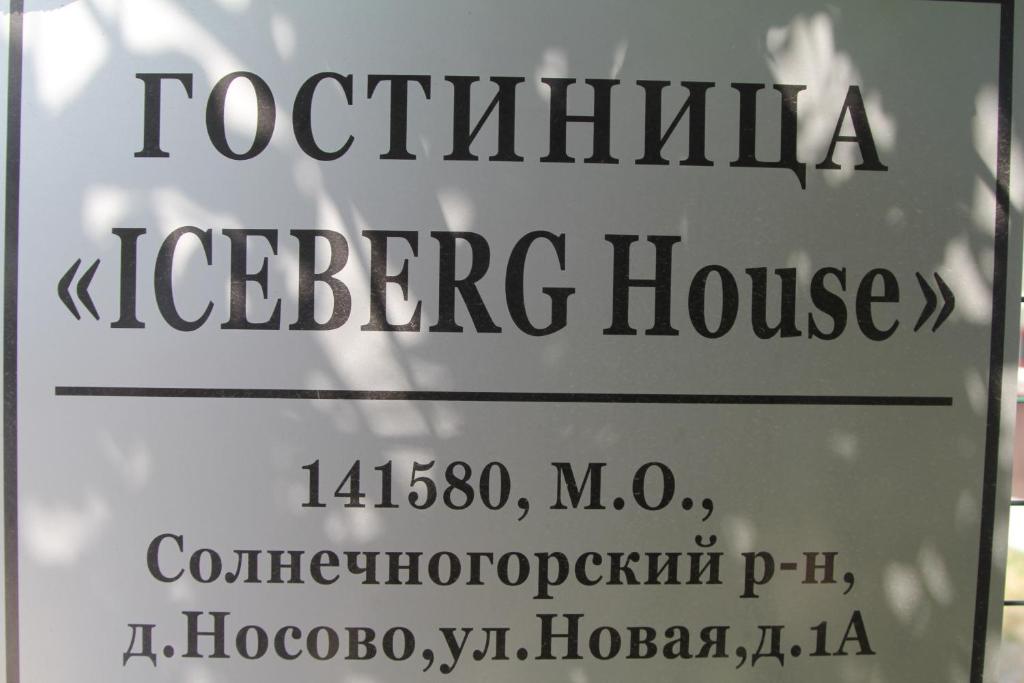 ГОСТИНИЦА
«ICEBERG House»
141580, М.О.,
Солнечногорский р-н,
д.Носово,ул.Новая,д.1А